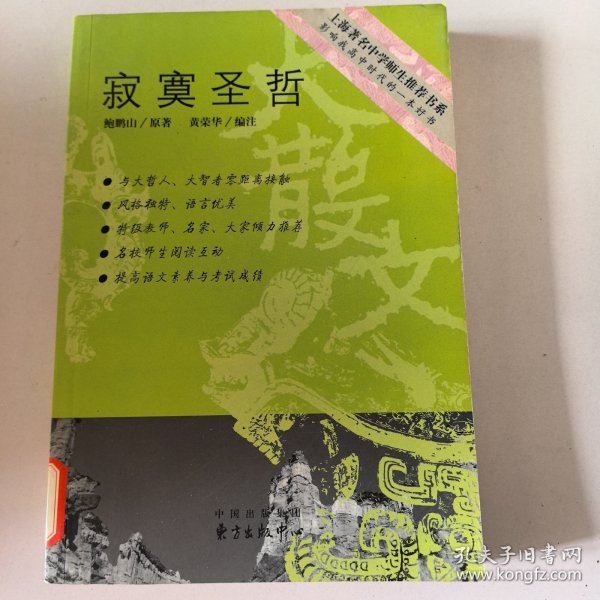 上海著名中学师生推荐书系
影响我高中时代的一本好书
大散文
寂寞圣哲
鲍鹏山／原著 黄荣华／编注
●与大哲人、大智者零距离接触
●风格独特、语言优美
●特级教师、名家、大家倾力推荐
●名校师生阅读互动
●提高语文素养与考试成绩
中国出版集团
东方出版中心
孔夫子旧书网
www.kongfz.com